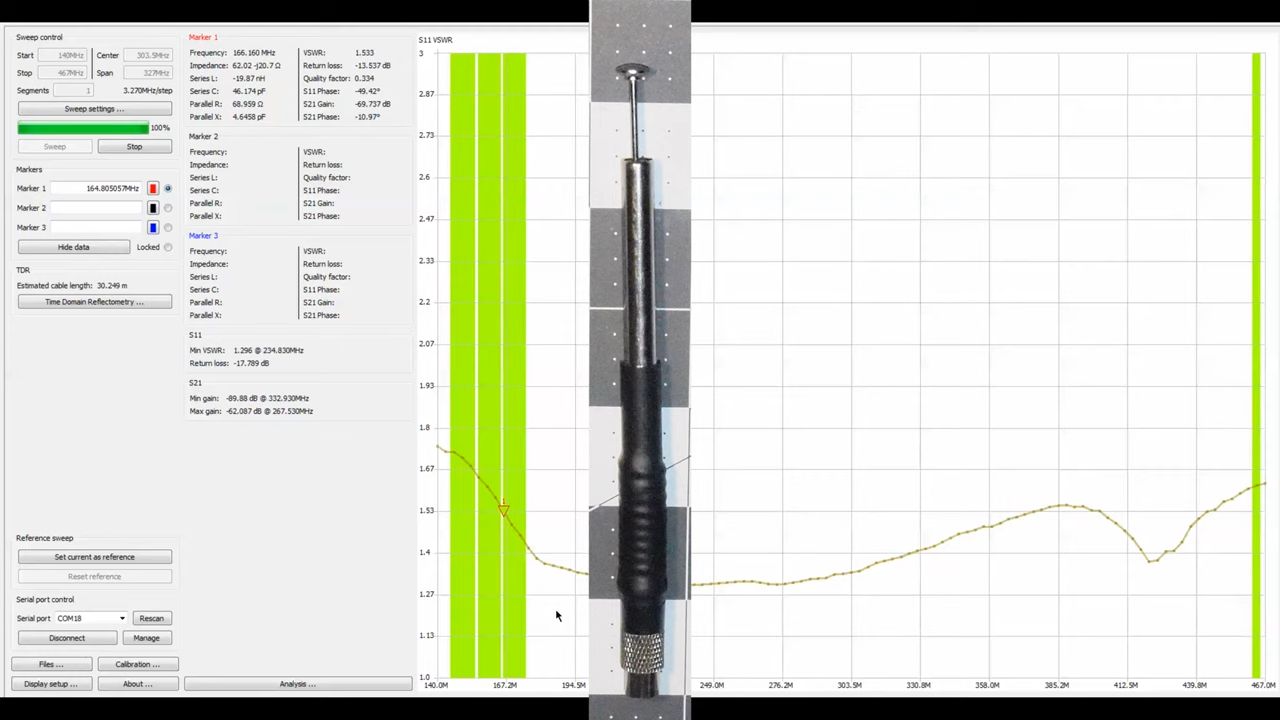 Sweep control
Start 140MHz Center 303.5MHz
Stop 467MHz Span 327MHz
Segments 1 3.270MHz/step
Sweep settings ...
100%
Sweep Stop
Markers
Marker 1 164.805057MHz
Marker 2
Marker 3
Hide data Locked
TDR
Estimated cable length: 30.249 m
Time Domain Reflectometry ...
Reference sweep
Set current as reference
Reset reference
Serial port control
Serial port COM18 Rescan
Disconnect Manage
Files ... Calibration ...
Display setup ... About ...
Marker 1
Frequency: 166.160 MHz VSWR: 1.533
Impedance: 62.02 -j20.7 Ω Return loss: -13.537 dB
Series L: -19.87 nH Quality factor: 0.334
Series C: 46.174 pF S11 Phase: -49.42°
Parallel R: 68.959 Ω S21 Gain: -69.737 dB
Parallel X: 4.6458 pF S21 Phase: -10.97°
Marker 2
Frequency: VSWR:
Impedance: Return loss:
Series L: Quality factor:
Series C: S11 Phase:
Parallel R: S21 Gain:
Parallel X: S21 Phase:
Marker 3
Frequency: VSWR:
Impedance: Return loss:
Series L: Quality factor:
Series C: S11 Phase:
Parallel R: S21 Gain:
Parallel X: S21 Phase:
S11
Min VSWR: 1.296 @ 234.830MHz
Return loss: -17.789 dB
S21
Min gain: -89.88 dB @ 332.930MHz
Max gain: -62.087 dB @ 267.530MHz
Analysis ...
S11 VSWR
3
2.87
2.73
2.6
2.47
2.33
2.2
2.07
1.93
1.8
1.67
1.53
1.4
1.27
1.13
1.0
1
140.0M 167.2M 194.5M 249.0M 276.2M 303.5M 330.8M 358.0M 385.2M 412.5M 439.8M 467.0M